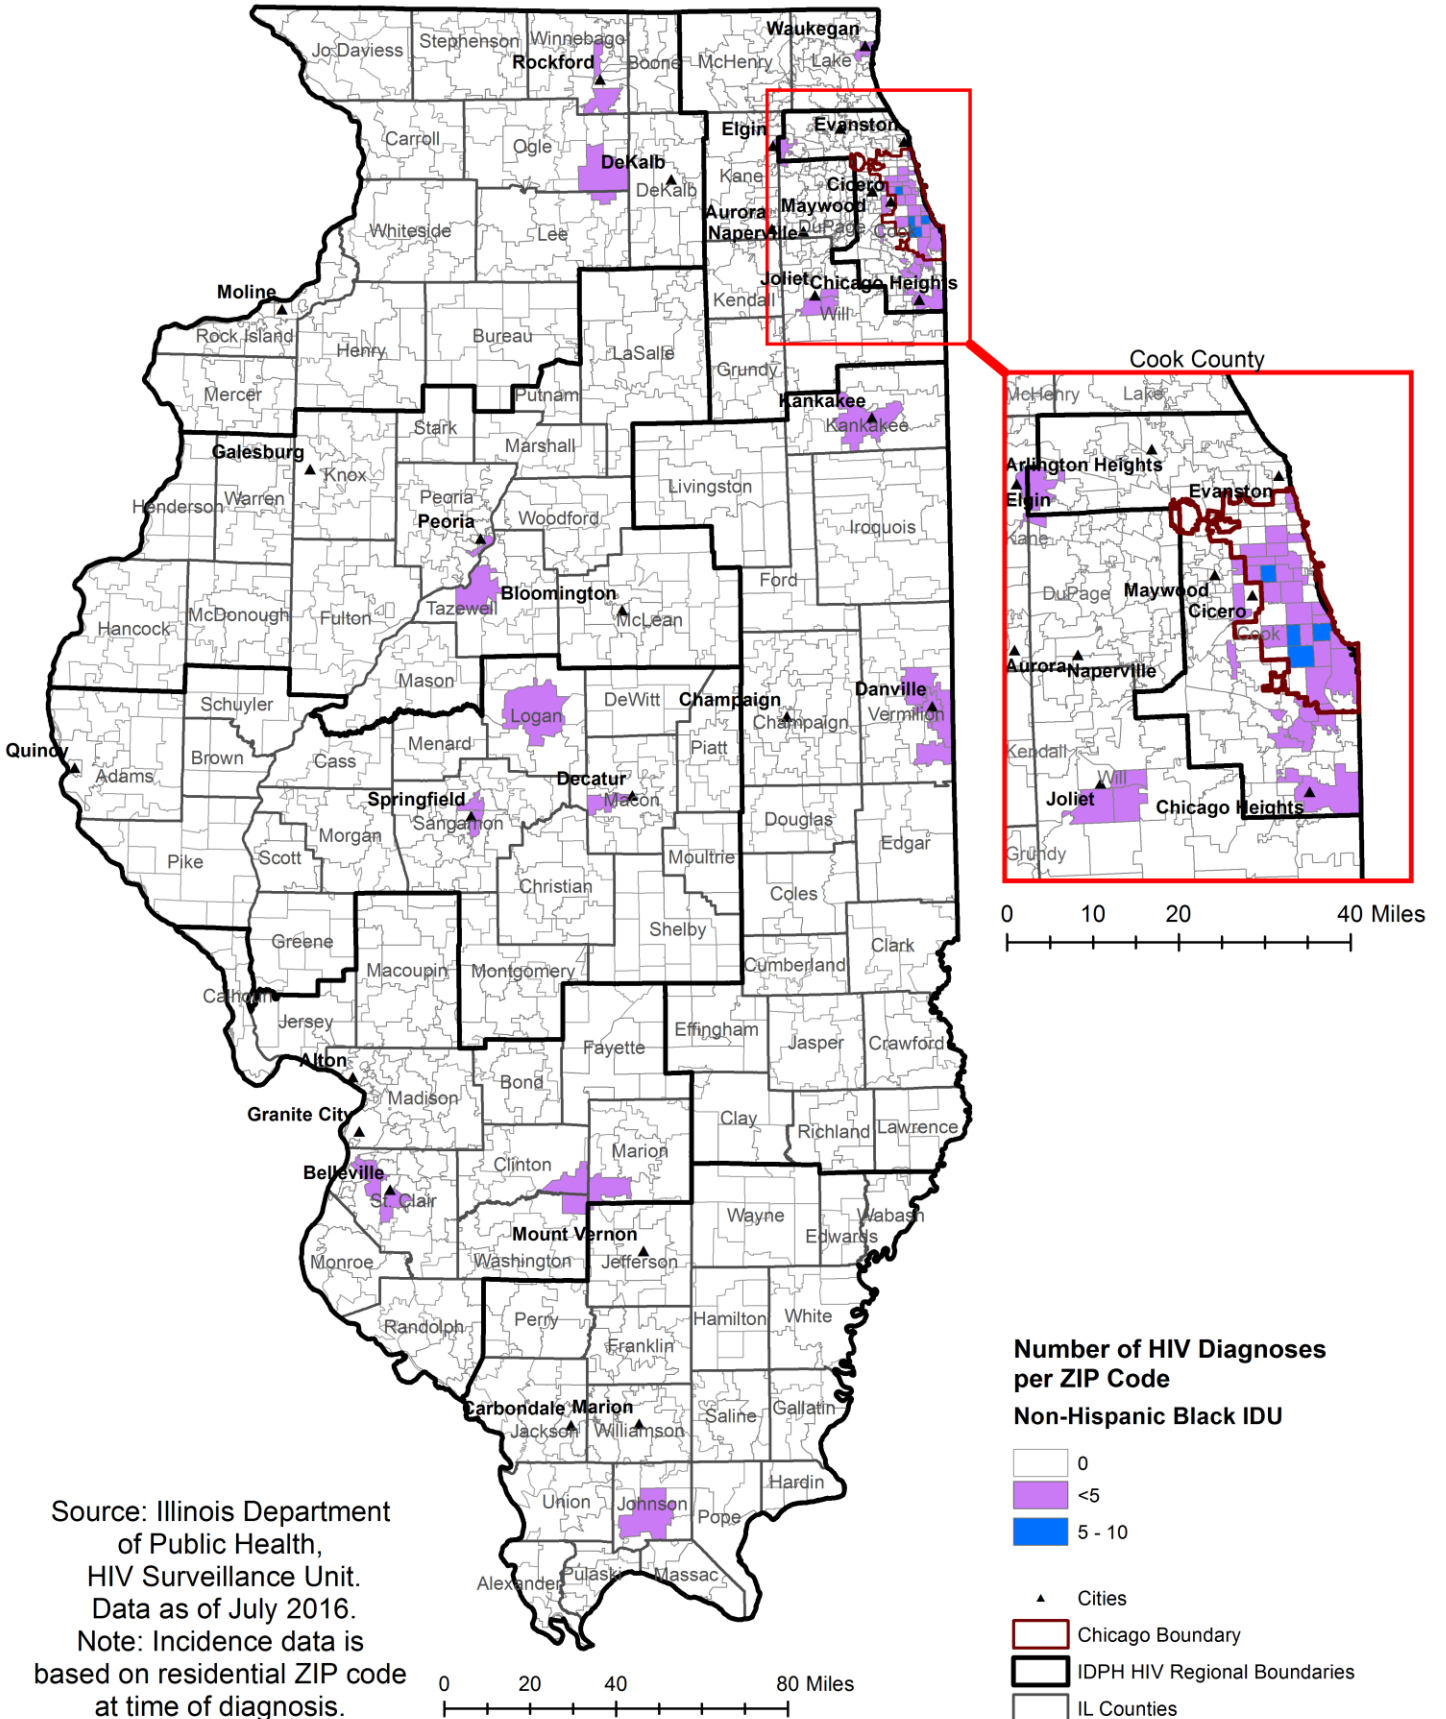 Waukegan
Jo Daviess
Stephenson
Winnebago
Rockford
Boone
McHenry
Lake
Carroll
Ogle
DeKalb
DeKalb
Elgin
Evanston
Kane
Cicero
Maywood
Aurora
Naperville
DuPage
Cook
Whiteside
Lee
Joliet
Chicago Heights
Kendall
Will
Moline
Rock Island
Henry
Bureau
LaSalle
Grundy
Mercer
Putnam
Kankakee
Kankakee
Stark
Marshall
Galesburg
Knox
Henderson
Warren
Peoria
Peoria
Woodford
Livingston
Iroquois
Ford
Hancock
McDonough
Fulton
Tazewell
Bloomington
McLean
Mason
Schuyler
Logan
DeWitt
Champaign
Champaign
Danville
Vermilion
Quincy
Adams
Brown
Cass
Menard
Piatt
Decatur
Macon
Springfield
Sangamon
Morgan
Scott
Pike
Douglas
Edgar
Moultrie
Christian
Coles
Shelby
Greene
Macoupin
Montgomery
Cumberland
Clark
Calhoun
Jersey
Effingham
Jasper
Crawford
Fayette
Alton
Madison
Bond
Granite City
Clay
Richland
Lawrence
Marion
Clinton
Belleville
St. Clair
Wayne
Wabash
Edwards
Mount Vernon
Jefferson
Washington
Monroe
Randolph
Perry
Hamilton
White
Franklin
Carbondale
Marion
Jackson
Williamson
Saline
Gallatin
Hardin
Union
Johnson
Pope
Alexander
Pulaski
Massac
Cook County
McHenry
Lake
Arlington Heights
Elgin
Evanston
Kane
DuPage
Maywood
Cicero
Cook
Aurora
Naperville
Kendall
Will
Joliet
Chicago Heights
Grundy
0 10 20 40 Miles
Number of HIV Diagnoses
per ZIP Code
Non-Hispanic Black IDU
0
<5
5 - 10
Cities
Chicago Boundary
IDPH HIV Regional Boundaries
IL Counties
Source: Illinois Department
of Public Health,
HIV Surveillance Unit.
Data as of July 2016.
Note: Incidence data is
based on residential ZIP code
at time of diagnosis.
0 20 40 80 Miles